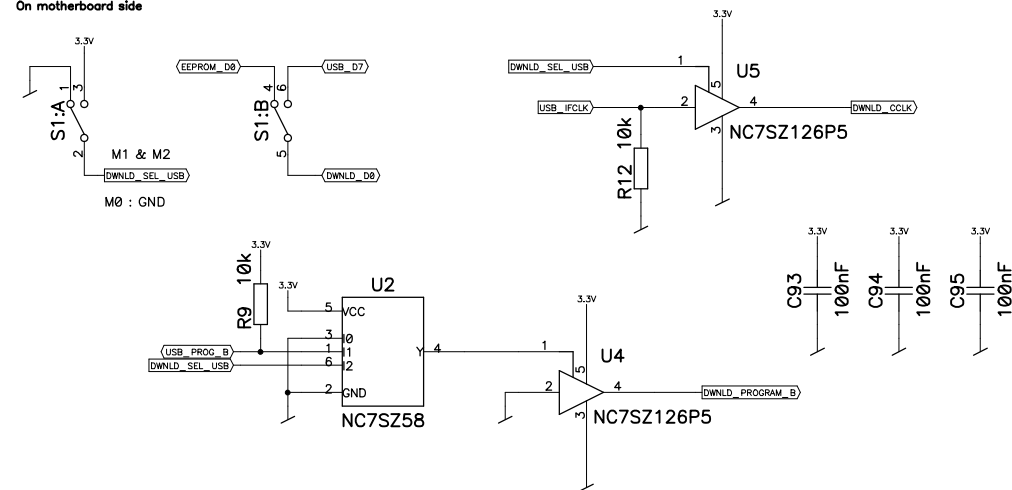 On motherboard side
3.3V
1
3
S1:A
2
M1 & M2
DWNLD_SEL_USB
M0 : GND
EEPROM_D0
USB_D7
4
6
S1:B
5
DWNLD_D0
3.3V
DWNLD_SEL_USB
1
U5
5
USB_IFCLK
2
4
DWNLD_CCLK
3
NC7SZ126P5
R12 10k
3.3V
R9 10k
3.3V
U2
5 VCC
3 I0
USB_PROG_B
1 I1
Y 4
DWNLD_SEL_USB
6 I2
2 GND
NC7SZ58
3.3V
1
U4
5
2
4
DWNLD_PROGRAM_B
3
NC7SZ126P5
3.3V
C93
100nF
3.3V
C94
100nF
3.3V
C95
100nF